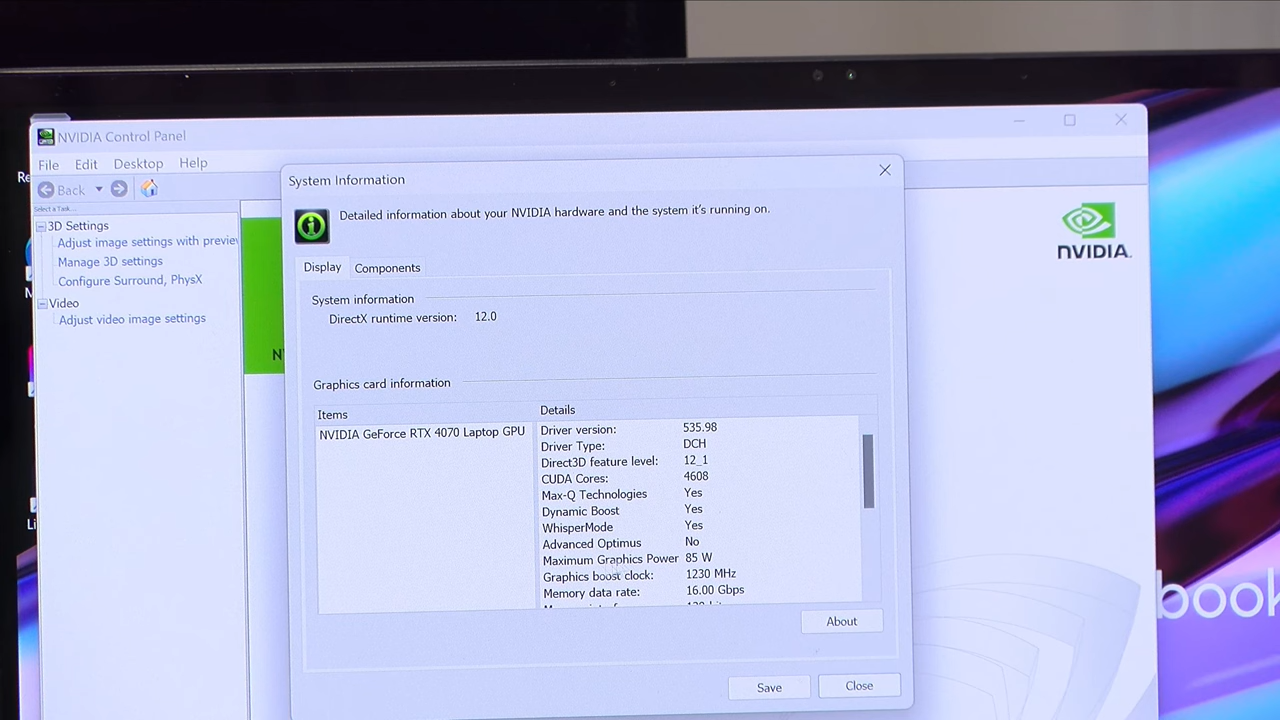 NVIDIA Control Panel
File Edit Desktop Help
Back
Select a Task...
3D Settings
Adjust image settings with preview
Manage 3D settings
Configure Surround, PhysX
Video
Adjust video image settings
System Information
Detailed information about your NVIDIA hardware and the system it's running on.
Display Components
System information
DirectX runtime version: 12.0
Graphics card information
Items
NVIDIA GeForce RTX 4070 Laptop GPU
Details
Driver version: 535.98
Driver Type: DCH
Direct3D feature level: 12_1
CUDA Cores: 4608
Max-Q Technologies Yes
Dynamic Boost Yes
WhisperMode Yes
Advanced Optimus No
Maximum Graphics Power 85 W
Graphics boost clock: 1230 MHz
Memory data rate: 16.00 Gbps
About
Save Close
NVIDIA.
book